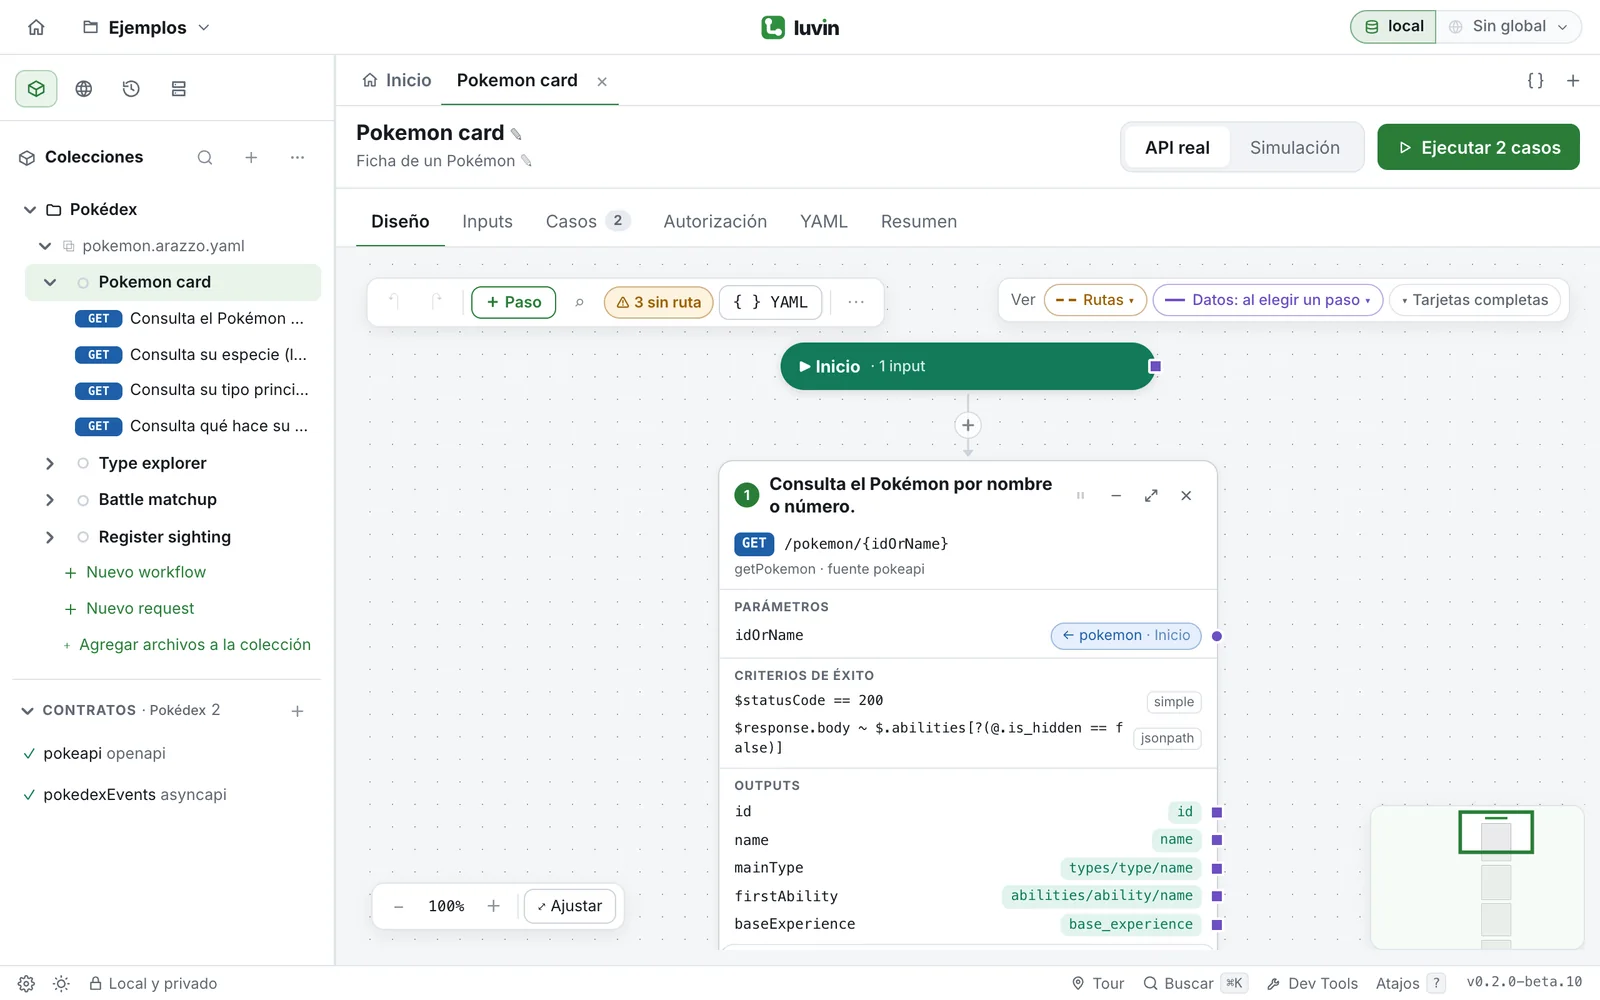 Ejemplos
luvin
local
Sin global
Inicio
Pokemon card
Pokemon card
Ficha de un Pokémon
API real
Simulación
Ejecutar 2 casos
Colecciones
Pokédex
pokemon.arazzo.yaml
Pokemon card
GET Consulta el Pokémon ...
GET Consulta su especie (l...
GET Consulta su tipo princi...
GET Consulta qué hace su ...
Type explorer
Battle matchup
Register sighting
+ Nuevo workflow
+ Nuevo request
+ Agregar archivos a la colección
CONTRATOS · Pokédex 2
pokeapi openapi
pokedexEvents asyncapi
Diseño
Inputs
Casos 2
Autorización
YAML
Resumen
+ Paso
3 sin ruta
{ } YAML
...
Ver
Rutas
Datos: al elegir un paso
Tarjetas completas
Inicio · 1 input
1
Consulta el Pokémon por nombre
o número.
GET /pokemon/{idOrName}
getPokemon · fuente pokeapi
PARÁMETROS
idOrName
← pokemon · Inicio
CRITERIOS DE ÉXITO
$statusCode == 200
simple
$response.body ~ $.abilities[?(@.is_hidden == f
alse)]
jsonpath
OUTPUTS
id id
name name
mainType types/type/name
firstAbility abilities/ability/name
baseExperience base_experience
− 100% +
Ajustar
Local y privado
Tour
Buscar ⌘K
Dev Tools
Atajos ?
v0.2.0-beta.10